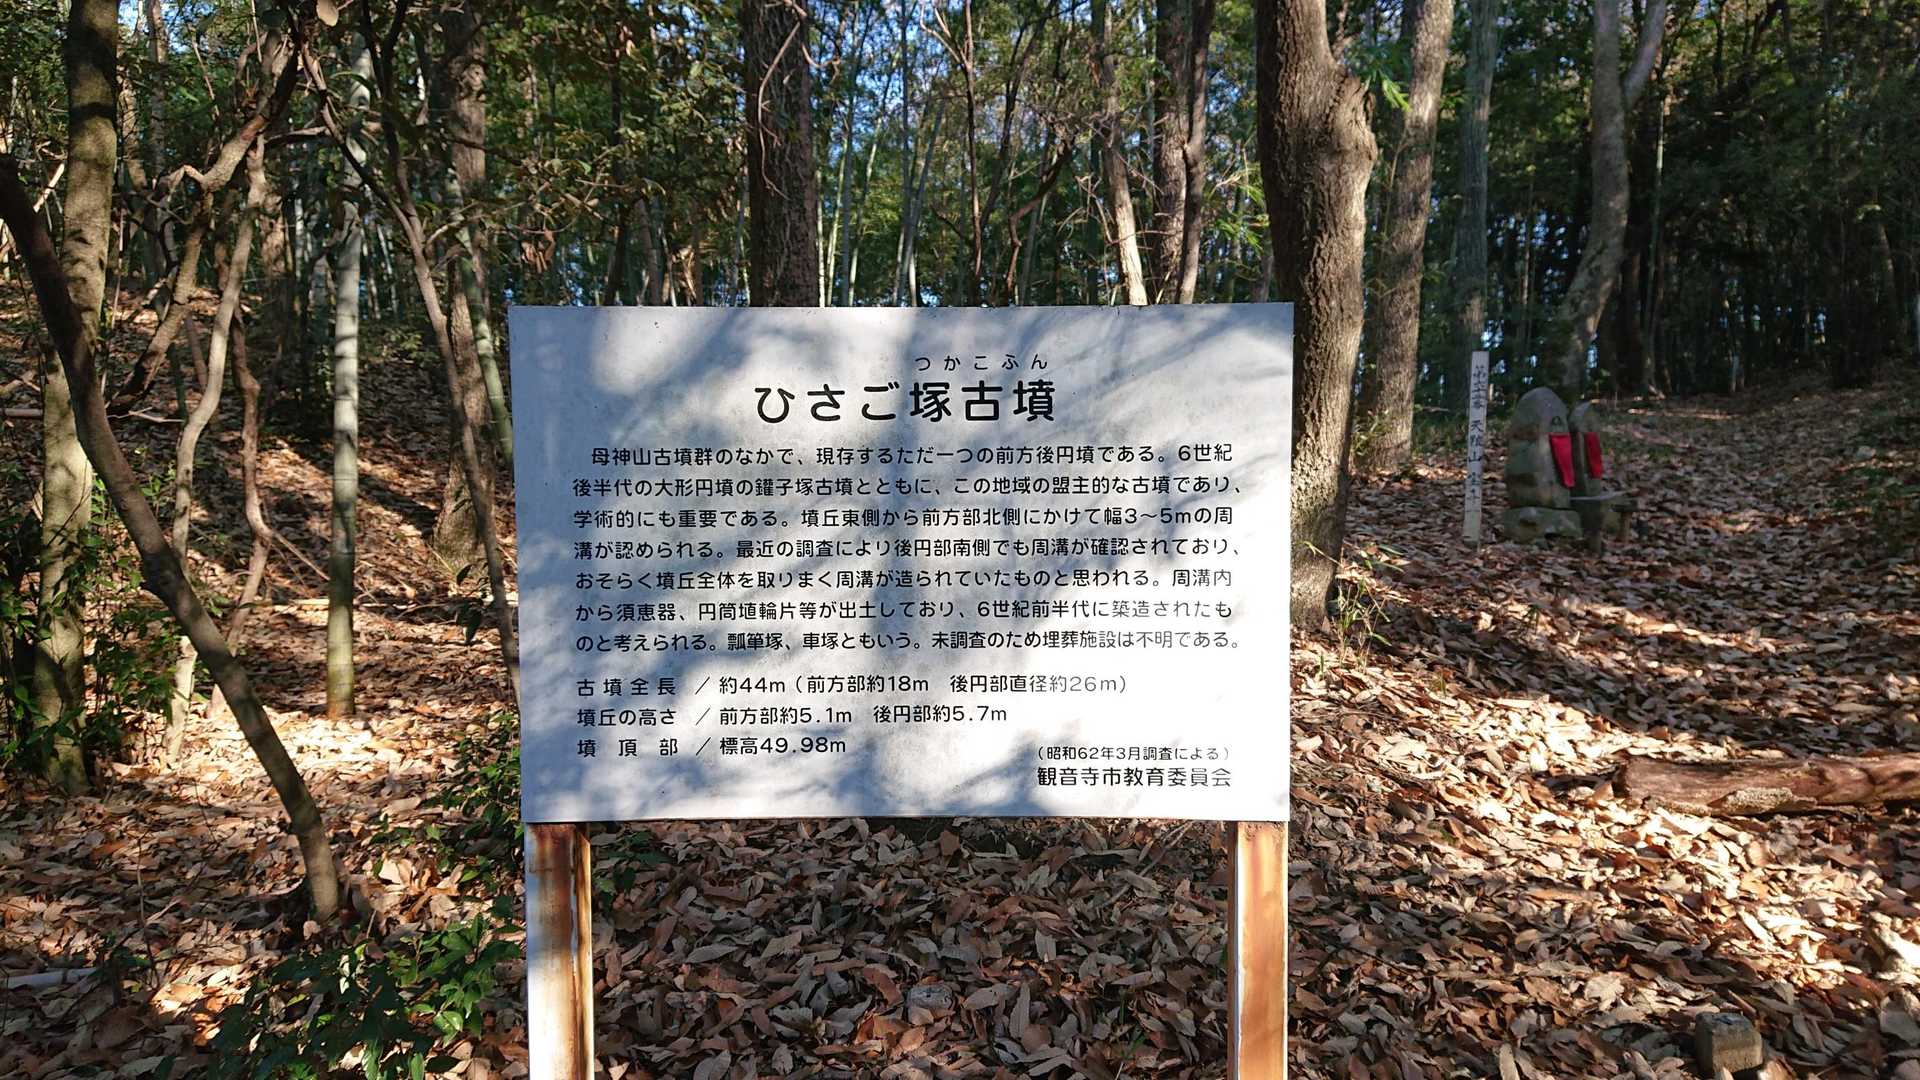 つかこふん
ひさご塚古墳
母神山古墳群のなかで、現存するただ一つの前方後円墳である。6世紀
後半代の大形円墳の鑵子塚古墳とともに、この地域の盟主的な古墳であり、
学術的にも重要である。墳丘東側から前方部北側にかけて幅3〜5mの周
溝が認められる。最近の調査により後円部南側でも周溝が確認されており、
おそらく墳丘全体を取りまく周溝が造られていたものと思われる。周溝内
から須恵器、円筒埴輪片等が出土しており、6世紀前半代に築造されたも
のと考えられる。瓢箪塚、車塚ともいう。未調査のため埋葬施設は不明である。
古墳全長 ／ 約44m（前方部約18m 後円部直径約26m）
墳丘の高さ ／ 前方部約5.1m 後円部約5.7m
墳頂部 ／ 標高49.98m
（昭和62年3月調査による）
観音寺市教育委員会